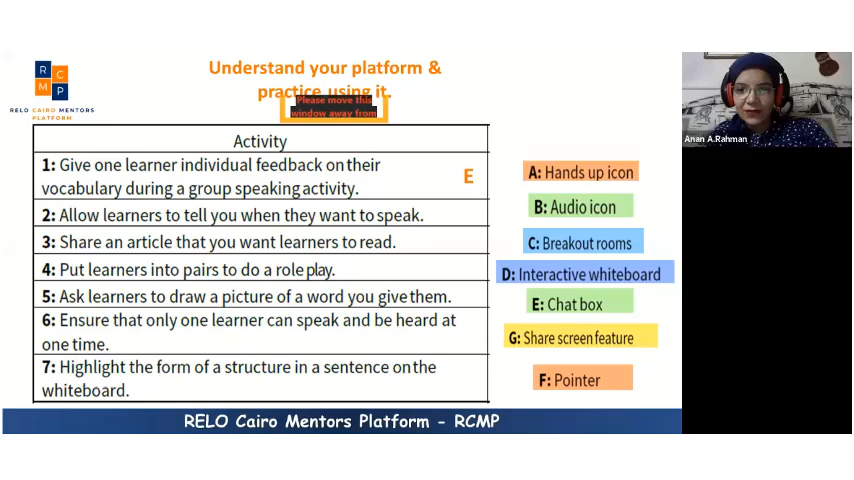 R
C
M
P
RELO CAIRO MENTORS
PLATFORM
Understand your platform &
practice using it.
Please move this
window away from
Activity
1: Give one learner individual feedback on their
vocabulary during a group speaking activity.
E
2: Allow learners to tell you when they want to speak.
3: Share an article that you want learners to read.
4: Put learners into pairs to do a role play.
5: Ask learners to draw a picture of a word you give them.
6: Ensure that only one learner can speak and be heard at
one time.
7: Highlight the form of a structure in a sentence on the
whiteboard.
A: Hands up icon
B: Audio icon
C: Breakout rooms
D: Interactive whiteboard
E: Chat box
G: Share screen feature
F: Pointer
RELO Cairo Mentors Platform - RCMP
Anan A.Rahman